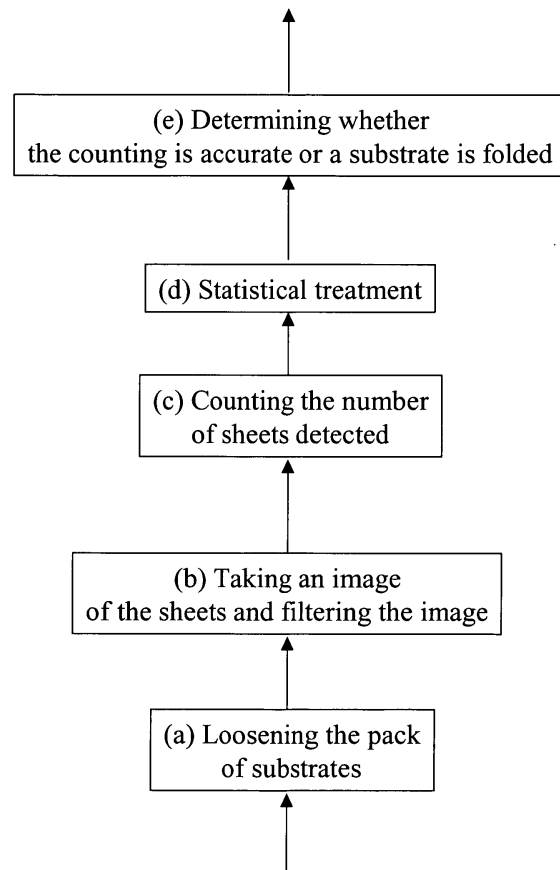 (e) Determining whether
the counting is accurate or a substrate is folded
(d) Statistical treatment
(c) Counting the number
of sheets detected
(b) Taking an image
of the sheets and filtering the image
(a) Loosening the pack
of substrates